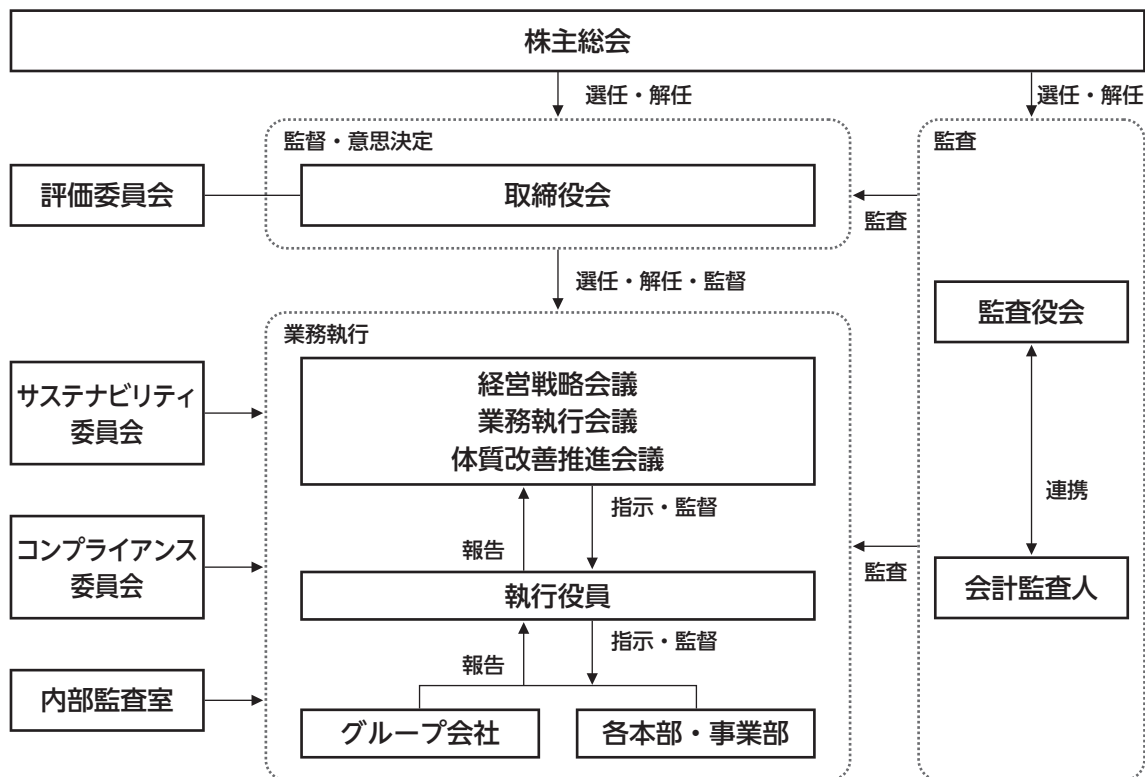 株主総会
選任・解任
選任・解任
監督・意思決定
監査
評価委員会
取締役会
監査
選任・解任・監督
監査役会
業務執行
サステナビリティ
委員会
経営戦略会議
業務執行会議
体質改善推進会議
連携
指示・監督
報告
コンプライアンス
委員会
監査
執行役員
会計監査人
指示・監督
報告
内部監査室
グループ会社
各本部・事業部